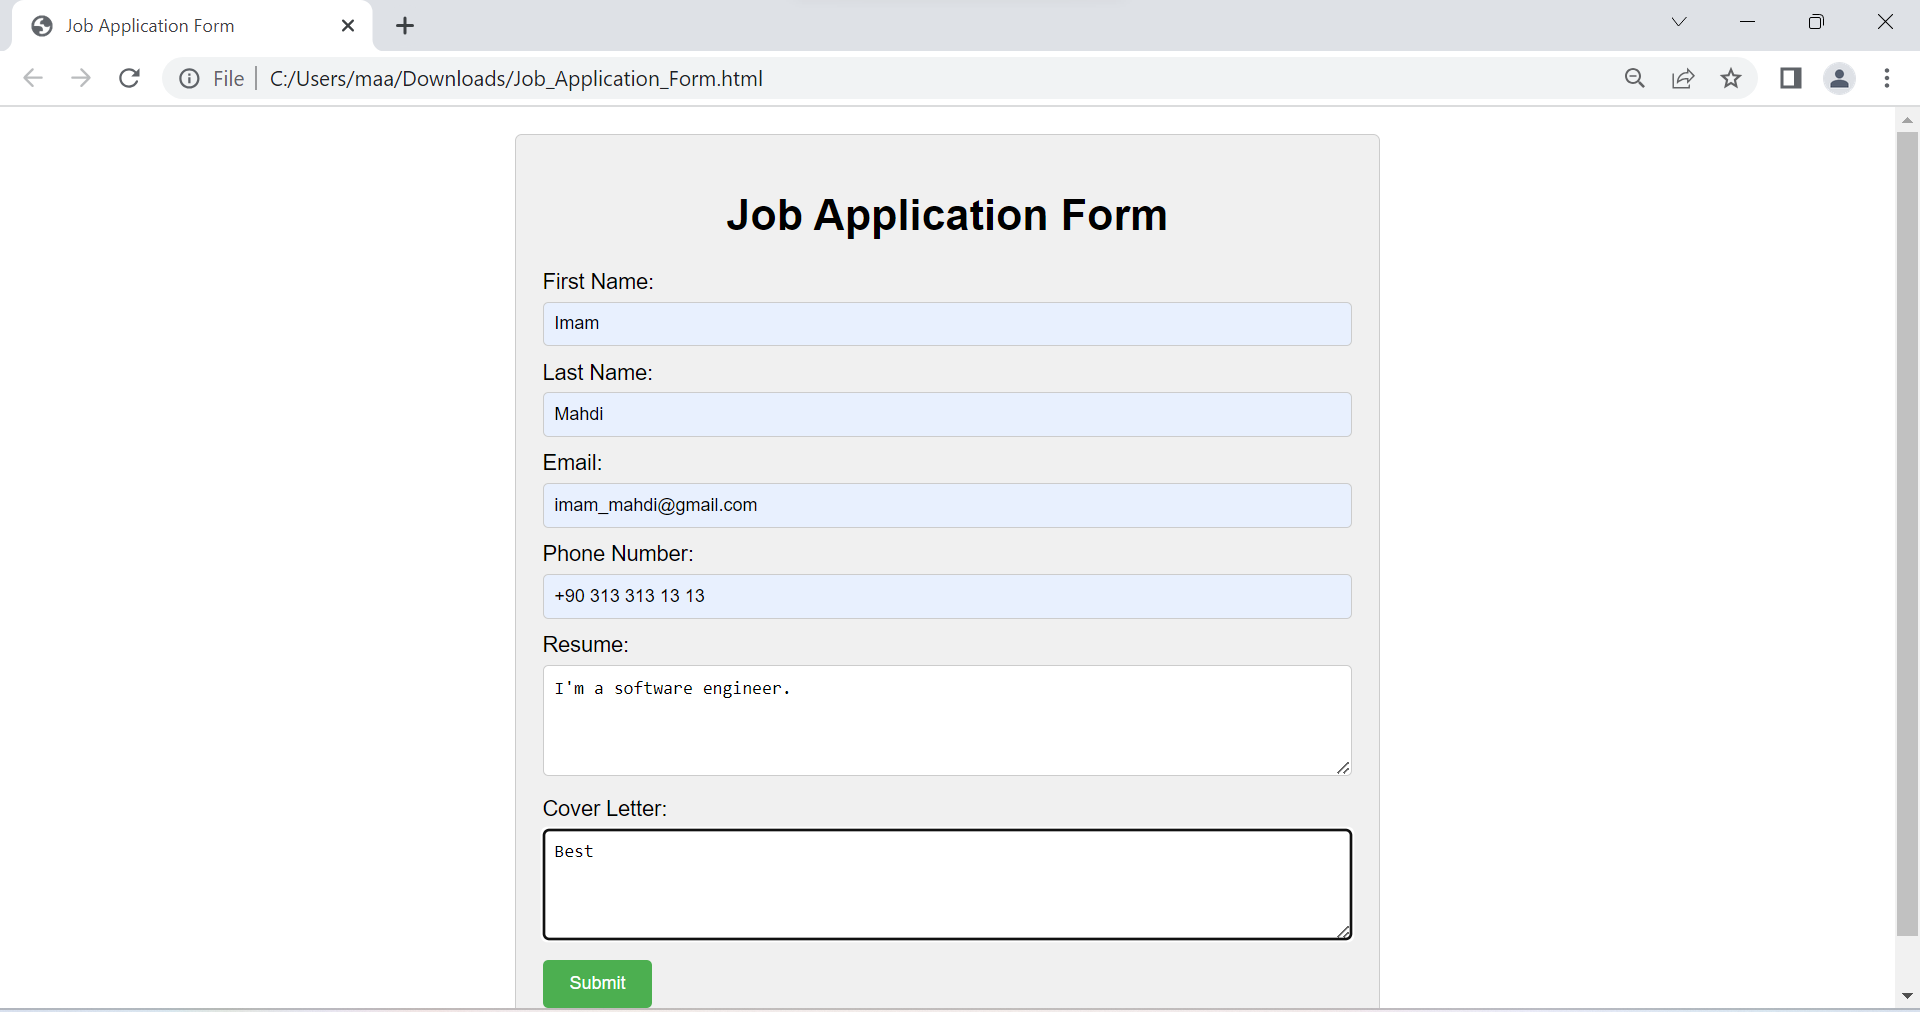 Job Application Form
File
C:/Users/maa/Downloads/Job_Application_Form.html
Job Application Form
First Name:
Imam
Last Name:
Mahdi
Email:
imam_mahdi@gmail.com
Phone Number:
+90 313 313 13 13
Resume:
I'm a software engineer.
Cover Letter:
Best
Submit